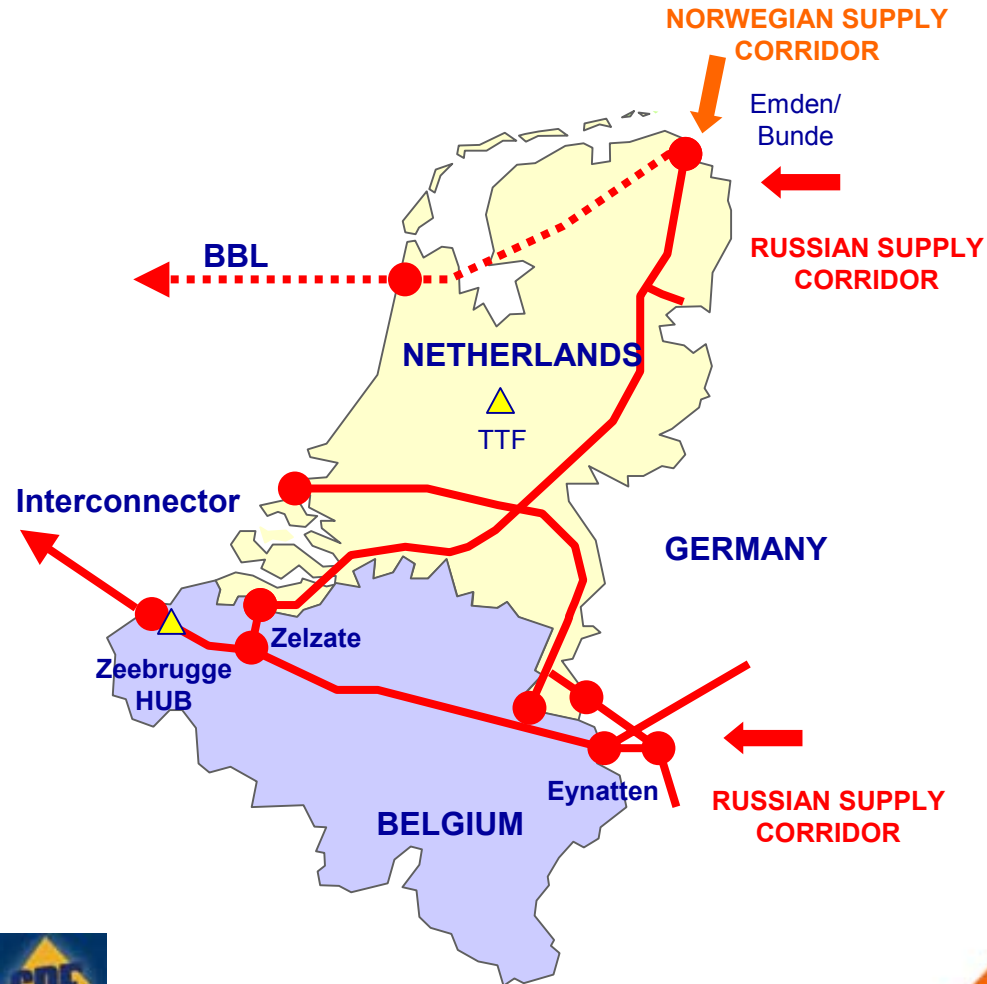 NORWEGIAN SUPPLY
CORRIDOR
Emden/
Bunde
BBL
RUSSIAN SUPPLY
CORRIDOR
NETHERLANDS
TTF
Interconnector
GERMANY
Zelzate
Zeebrugge
HUB
Eynatten
RUSSIAN SUPPLY
CORRIDOR
BELGIUM